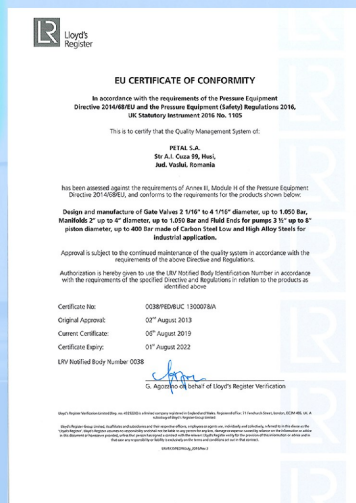 Lloyd's
Register
EU CERTIFICATE OF CONFORMITY
In accordance with the requirements of the Pressure Equipment
Directive 2014/68/EU and the Pressure Equipment (Safety) Regulations 2016,
UK Statutory Instrument 2016 No. 1105
This is to certify that the Quality Management System of:
PETAL S.A.
Str A.I. Cuza 99, Husi,
Jud. Vaslui, Romania
has been assessed against the requirements of Annex III, Module H of the Pressure Equipment
Directive 2014/68/EU, and conforms to the requirements for the products shown below:
Design and manufacture of Gate Valves 2 1/16" to 4 1/16" diameter, up to 1.050 Bar,
Manifolds 2" up to 4" diameter, up to 1.050 Bar and Fluid Ends for pumps 3 ½" up to 8"
piston diameter, up to 400 Bar made of Carbon Steel Low and High Alloy Steels for
industrial application.
Approval is subject to the continued maintenance of the quality system in accordance with the
requirements of the above Directive and Regulations.
Authorization is hereby given to use the LRV Notified Body Identification Number in accordance
with the requirements of the specified Directive and Regulations in relation to the products as
identified above
Certificate No: 0038/PED/BUC 1300078/A
Original Approval: 02nd August 2013
Current Certificate: 06th August 2019
Certificate Expiry: 01st August 2022
LRV Notified Body Number 0038
G. Agozzino on behalf of Lloyd's Register Verification